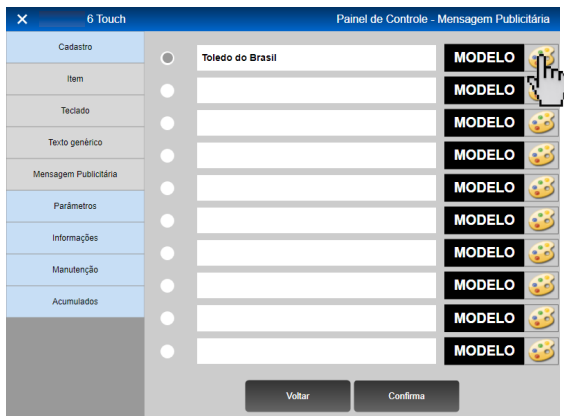 6 Touch
Painel de Controle - Mensagem Publicitária
Cadastro
Item
Teclado
Texto genérico
Mensagem Publicitária
Parâmetros
Informações
Manutenção
Acumulados
Toledo do Brasil
MODELO
MODELO
MODELO
MODELO
MODELO
MODELO
MODELO
MODELO
MODELO
MODELO
Voltar
Confirma